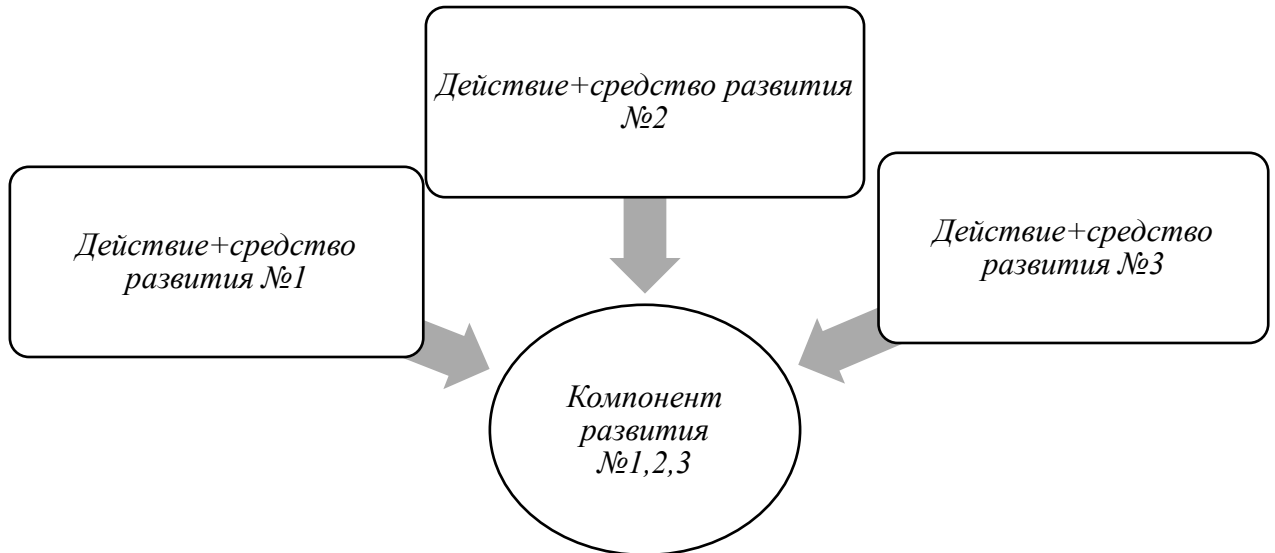 Действие+средство развития
№2
Действие+средство
развития №1
Действие+средство
развития №3
Компонент
развития
№1,2,3